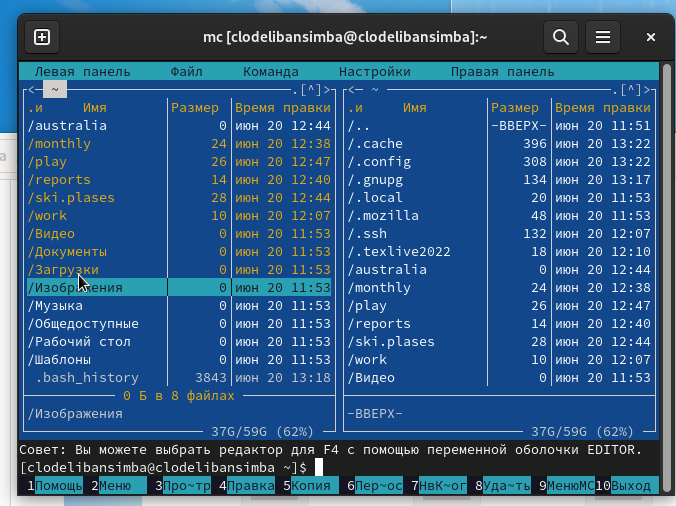 mc [clodelibansimba@clodelibansimba]:~
Левая панель Файл Команда Настройки Правая панель
<─ ~ .[^]> <─ ~ .[^]>
.и Имя Размер Время правки .и Имя Размер Время правки
/australia 0 июн 20 12:44 /.. -ВВЕРХ- июн 20 11:51
/monthly 24 июн 20 12:38 /.cache 396 июн 20 13:22
/play 26 июн 20 12:47 /.config 308 июн 20 13:22
/reports 14 июн 20 12:40 /.gnupg 134 июн 20 13:17
/ski.plases 28 июн 20 12:44 /.local 20 июн 20 11:53
/work 10 июн 20 12:07 /.mozilla 48 июн 20 11:53
/Видео 0 июн 20 11:53 /.ssh 132 июн 20 12:07
/Документы 0 июн 20 11:53 /.texlive2022 18 июн 20 12:10
/Загрузки 0 июн 20 11:53 /australia 0 июн 20 12:44
/Изображения 0 июн 20 11:53 /monthly 24 июн 20 12:38
/Музыка 0 июн 20 11:53 /play 26 июн 20 12:47
/Общедоступные 0 июн 20 11:53 /reports 14 июн 20 12:40
/Рабочий стол 0 июн 20 11:53 /ski.plases 28 июн 20 12:44
/Шаблоны 0 июн 20 11:53 /work 10 июн 20 12:07
.bash_history 3843 июн 20 13:18 /Видео 0 июн 20 11:53
0 Б в 8 файлах
/Изображения -ВВЕРХ-
37G/59G (62%) 37G/59G (62%)
Совет: Вы можете выбрать редактор для F4 с помощью переменной оболочки EDITOR.
[clodelibansimba@clodelibansimba ~]$
1Помощь 2Меню 3Про~тр 4Правка 5Копия 6Пер~ос 7НвК~ог 8Уда~ть 9МенюMC 10Выход